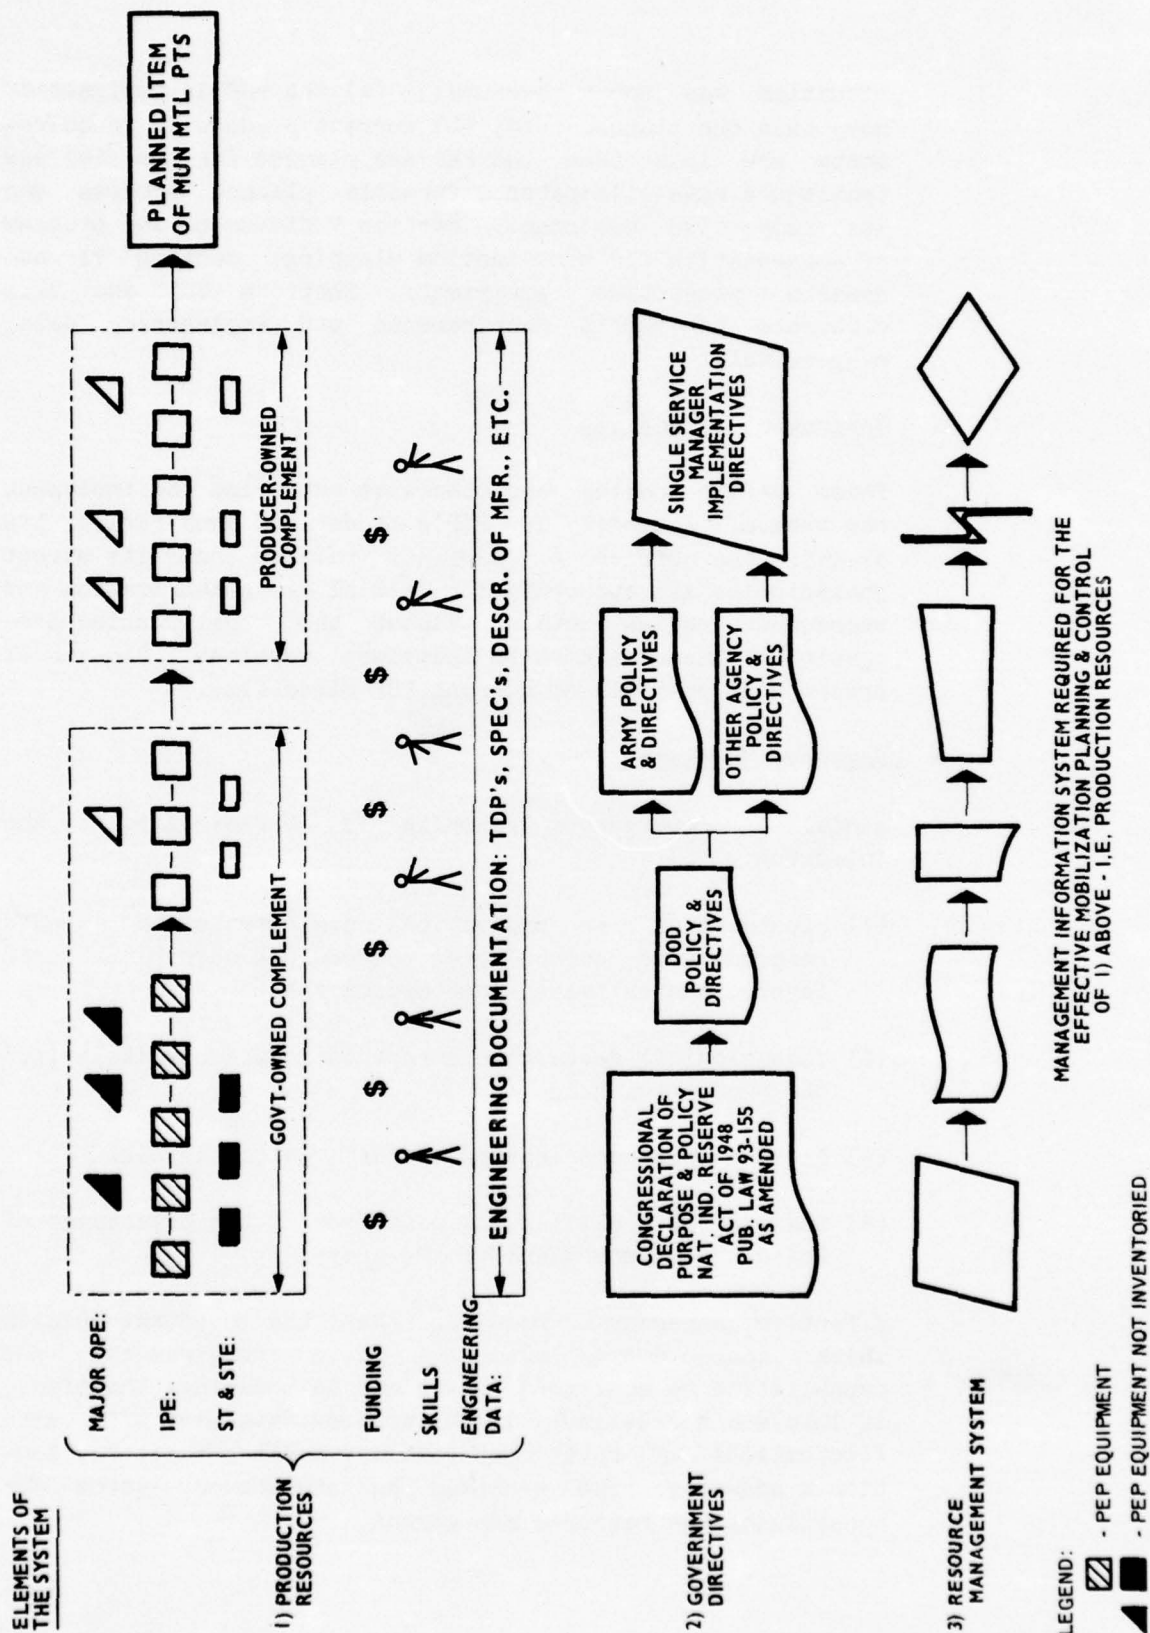 ELEMENTS OF
THE SYSTEM
1) PRODUCTION
RESOURCES
MAJOR OPE:
IPE:
ST & STE:
FUNDING
SKILLS
ENGINEERING
DATA:
GOVT-OWNED COMPLEMENT
PRODUCER-OWNED
COMPLEMENT
PLANNED ITEM
OF MUN MTL PTS
$ $ $ $ $ $
ENGINEERING DOCUMENTATION: TDP's, SPEC's, DESCR. OF MFR., ETC.
2) GOVERNMENT
DIRECTIVES
CONGRESSIONAL
DECLARATION OF
PURPOSE & POLICY
NAT. IND. RESERVE
ACT OF 1948
PUB. LAW 93-155
AS AMENDED
DOD
POLICY &
DIRECTIVES
ARMY POLICY
& DIRECTIVES
OTHER AGENCY
POLICY &
DIRECTIVES
SINGLE SERVICE
MANAGER
IMPLEMENTATION
DIRECTIVES
3) RESOURCE
MANAGEMENT SYSTEM
MANAGEMENT INFORMATION SYSTEM REQUIRED FOR THE
EFFECTIVE MOBILIZATION PLANNING & CONTROL
OF 1) ABOVE - I.E. PRODUCTION RESOURCES
LEGEND:
- PEP EQUIPMENT
- PEP EQUIPMENT NOT INVENTORIED